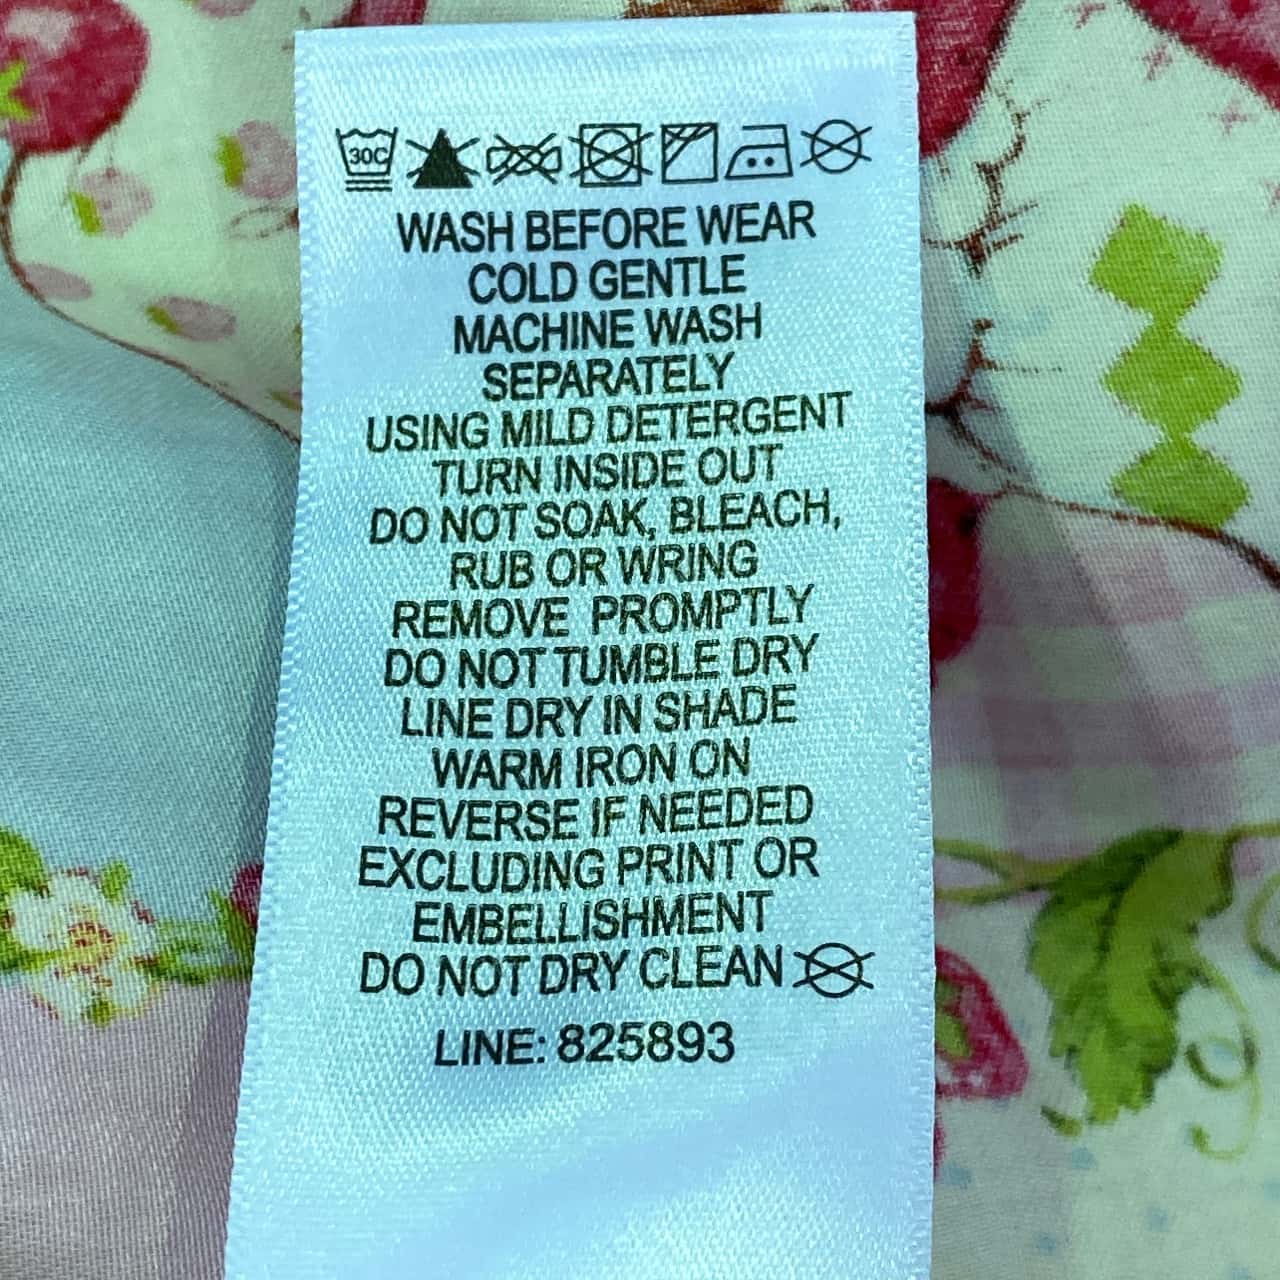 30C
WASH BEFORE WEAR
COLD GENTLE
MACHINE WASH
SEPARATELY
USING MILD DETERGENT
TURN INSIDE OUT
DO NOT SOAK, BLEACH,
RUB OR WRING
REMOVE PROMPTLY
DO NOT TUMBLE DRY
LINE DRY IN SHADE
WARM IRON ON
REVERSE IF NEEDED
EXCLUDING PRINT OR
EMBELLISHMENT
DO NOT DRY CLEAN
LINE: 825893